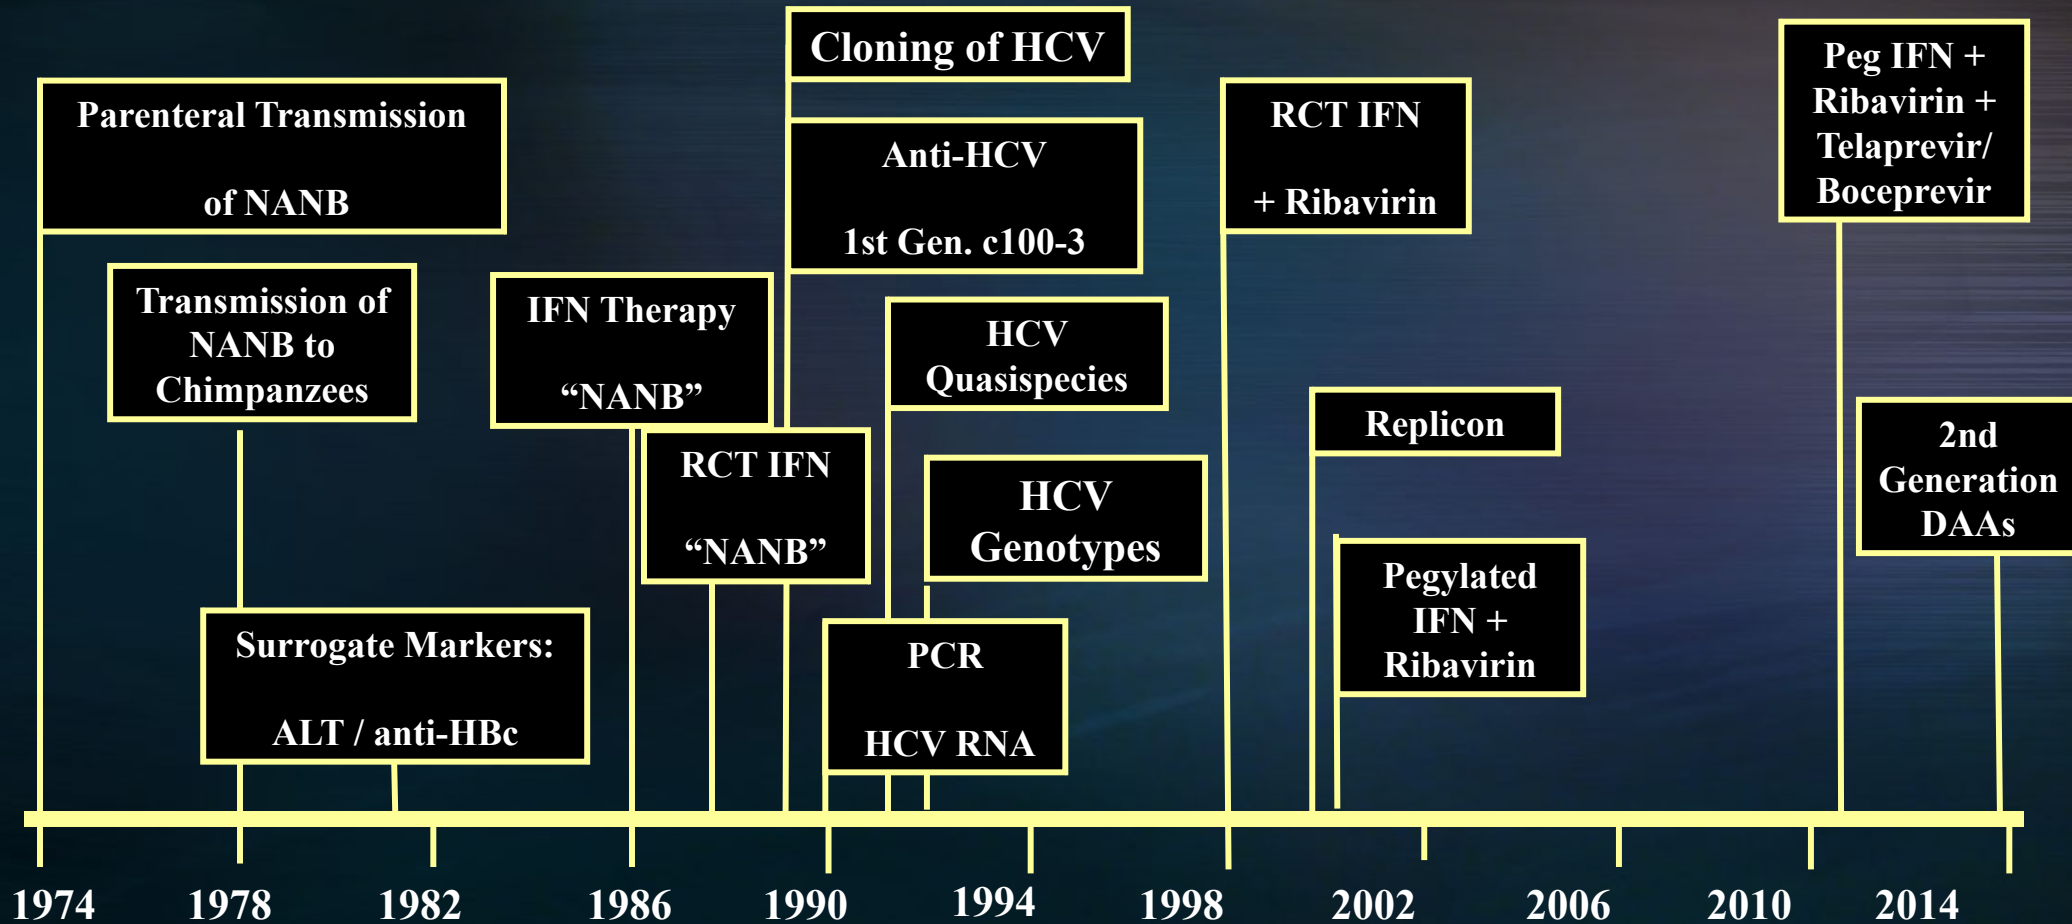 Cloning of HCV
Parenteral Transmission
of NANB
Anti-HCV
1st Gen. c100-3
RCT IFN
+ Ribavirin
Peg IFN +
Ribavirin +
Telaprevir/
Boceprevir
Transmission of
NANB to
Chimpanzees
IFN Therapy
“NANB”
HCV
Quasispecies
Replicon
2nd
Generation
DAAs
RCT IFN
“NANB”
HCV
Genotypes
Pegylated
IFN +
Ribavirin
Surrogate Markers:
ALT / anti-HBc
PCR
HCV RNA
1974 1978 1982 1986 1990 1994 1998 2002 2006 2010 2014